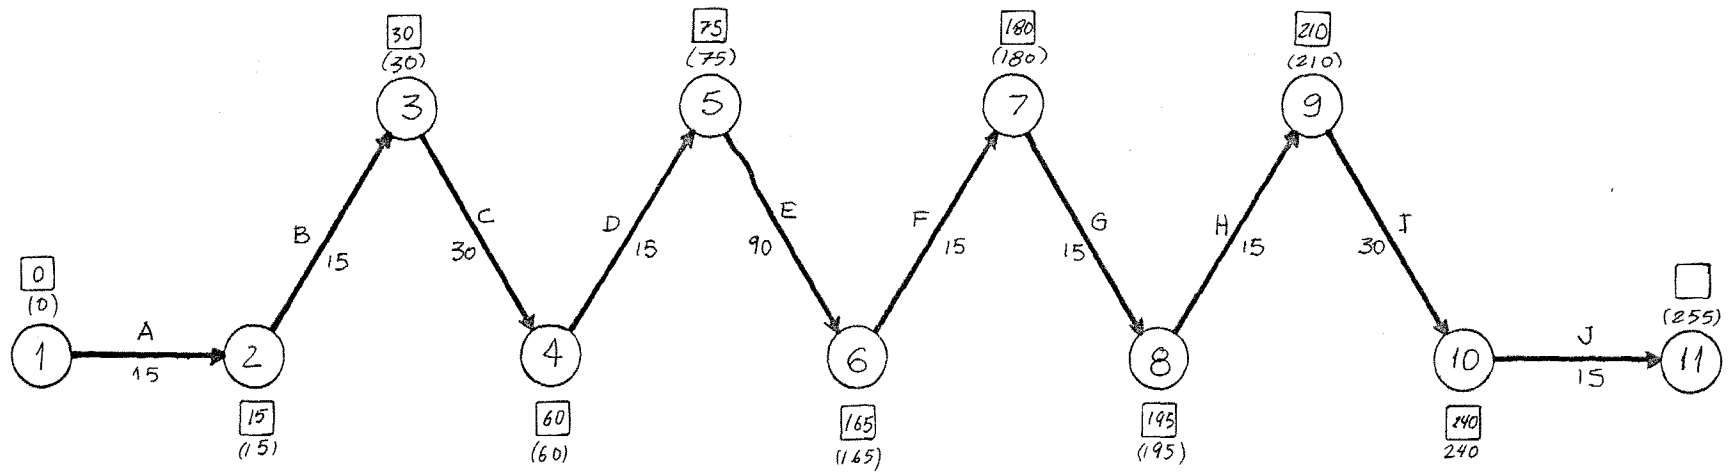 30 75 180 210
(30) (75) (180) (210)
3 5 7 9
B C D E F G H I
15 30 15 90 15 15 15 30
0
(0) (255)
A J
1 2 4 6 8 10 11
15 15
15 60 165 195 240
(15) (60) (165) (195) 240